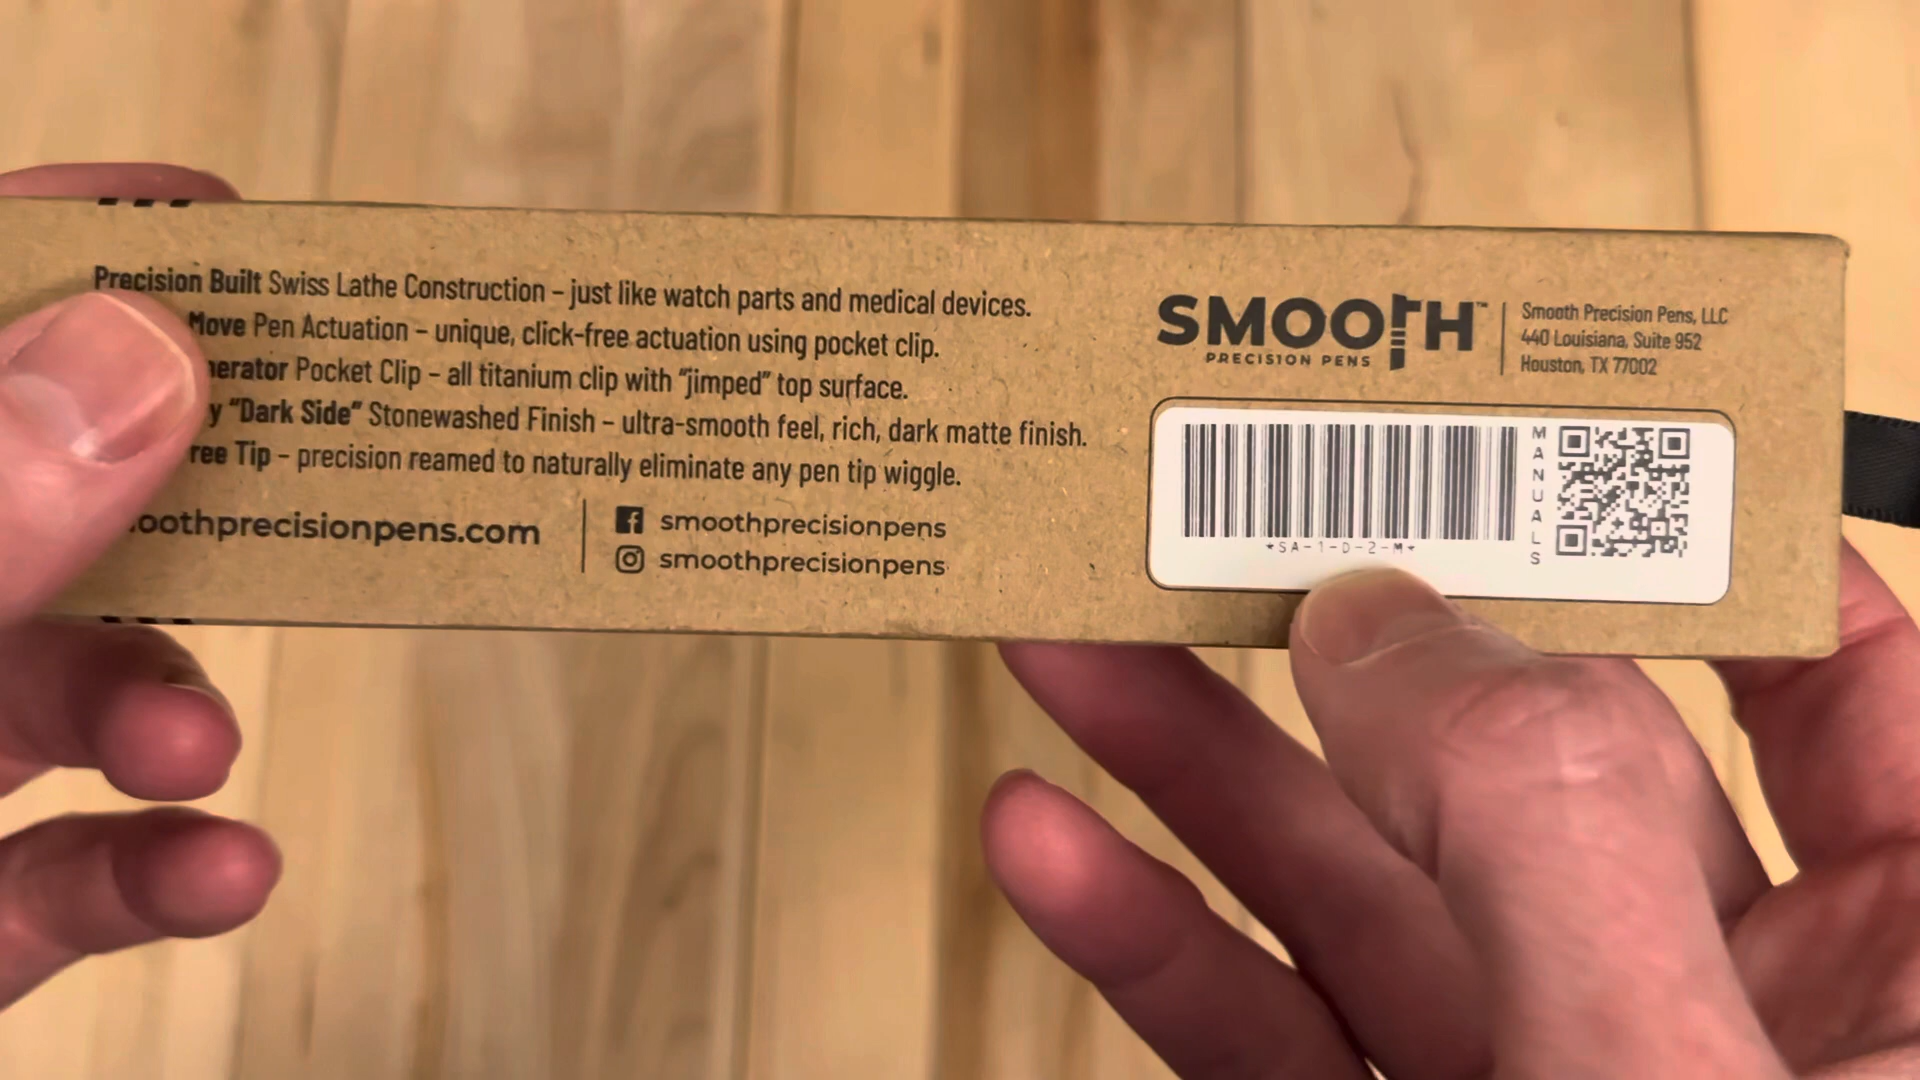 Precision Built Swiss Lathe Construction – just like watch parts and medical devices.
Move Pen Actuation – unique, click-free actuation using pocket clip.
Pocket Clip – all titanium clip with “jimped” top surface.
“Dark Side” Stonewashed Finish – ultra-smooth feel, rich, dark matte finish.
Tip – precision reamed to naturally eliminate any pen tip wiggle.
oothprecisionpens.com
smoothprecisionpens
smoothprecisionpens
SMOOTH™
PRECISION PENS
Smooth Precision Pens, LLC
440 Louisiana, Suite 952
Houston, TX 77002
*SA-1-D-2-M*
MANUALS